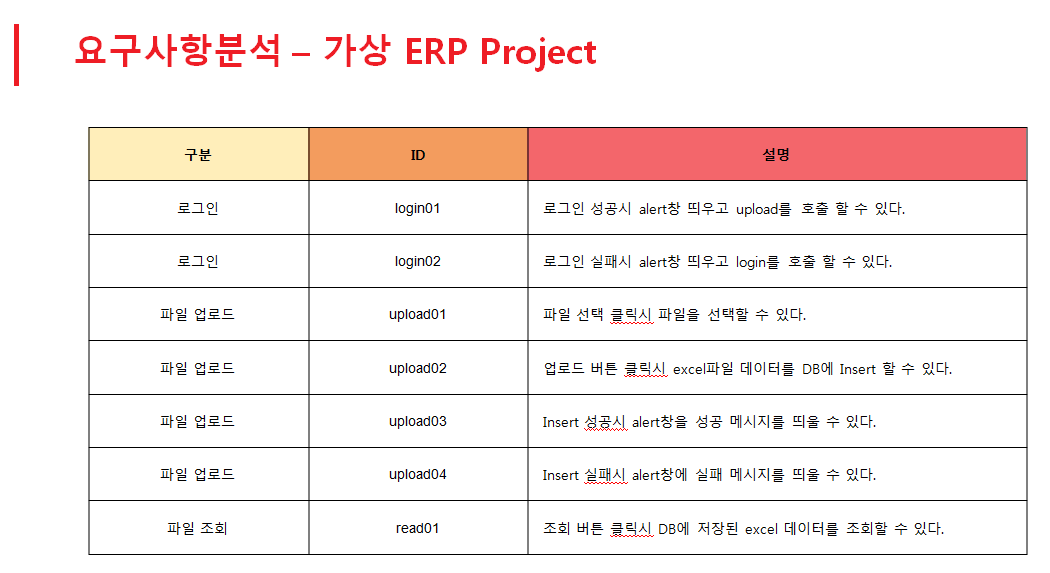 요구사항분석 – 가상 ERP Project
구분 ID 설명
로그인 login01 로그인 성공시 alert창 띄우고 upload를 호출 할 수 있다.
로그인 login02 로그인 실패시 alert창 띄우고 login를 호출 할 수 있다.
파일 업로드 upload01 파일 선택 클릭시 파일을 선택할 수 있다.
파일 업로드 upload02 업로드 버튼 클릭시 excel파일 데이터를 DB에 Insert 할 수 있다.
파일 업로드 upload03 Insert 성공시 alert창을 성공 메시지를 띄울 수 있다.
파일 업로드 upload04 Insert 실패시 alert창에 실패 메시지를 띄울 수 있다.
파일 조회 read01 조회 버튼 클릭시 DB에 저장된 excel 데이터를 조회할 수 있다.